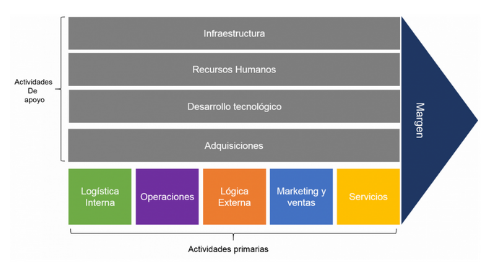 Infraestructura
Recursos Humanos
Actividades
De
apoyo
Desarrollo tecnológico
Adquisiciones
Margen
Logística
Interna
Operaciones
Lógica
Externa
Marketing y
ventas
Servicios
Actividades primarias